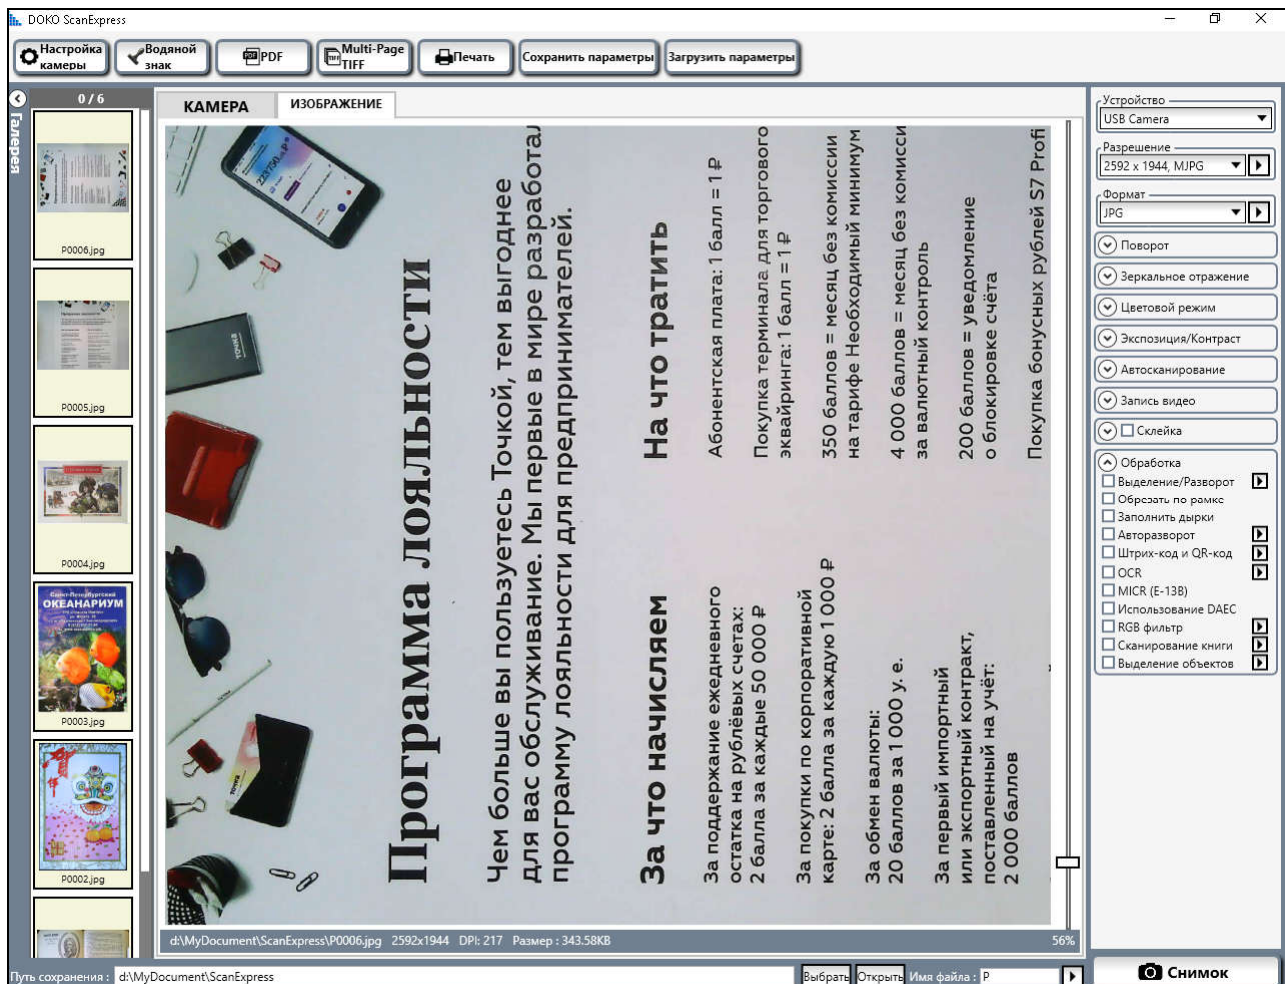 DOKO ScanExpress
Настройка камеры
Водяной знак
PDF
Multi-Page TIFF
Печать
Сохранить параметры
Загрузить параметры
Галерея
0 / 6
P0006.jpg
P0005.jpg
P0004.jpg
Санкт-Петербургский
ОКЕАНАРИУМ
P0003.jpg
P0002.jpg
КАМЕРА
ИЗОБРАЖЕНИЕ
223750
точка
Программа лояльности
Чем больше вы пользуетесь Точкой, тем выгоднее
для вас обслуживание. Мы первые в мире разработал
программу лояльности для предпринимателей.
За что начисляем
За поддержание ежедневного
остатка на рублёвых счетах:
2 балла за каждые 50 000 ₽
За покупки по корпоративной
карте: 2 балла за каждую 1 000 ₽
За обмен валюты:
20 баллов за 1 000 у. е.
За первый импортный
или экспортный контракт,
поставленный на учёт:
2 000 баллов
На что тратить
Абонентская плата: 1 балл = 1 ₽
Покупка терминала для торгового
эквайринга: 1 балл = 1 ₽
350 баллов = месяц без комиссии
на тарифе Необходимый минимум
4 000 баллов = месяц без комисси
за валютный контроль
200 баллов = уведомление
о блокировке счёта
Покупка бонусных рублей S7 Profi
d:\MyDocument\ScanExpress\P0006.jpg 2592x1944 DPI: 217 Размер : 343.58KB
56%
Устройство
USB Camera
Разрешение
2592 x 1944, MJPG
Формат
JPG
Поворот
Зеркальное отражение
Цветовой режим
Экспозиция/Контраст
Автосканирование
Запись видео
Склейка
Обработка
Выделение/Разворот
Обрезать по рамке
Заполнить дырки
Авторазворот
Штрих-код и QR-код
OCR
MICR (E-13B)
Использование DAEC
RGB фильтр
Сканирование книги
Выделение объектов
Путь сохранения : d:\MyDocument\ScanExpress
Выбрать
Открыть
Имя файла : P
Снимок